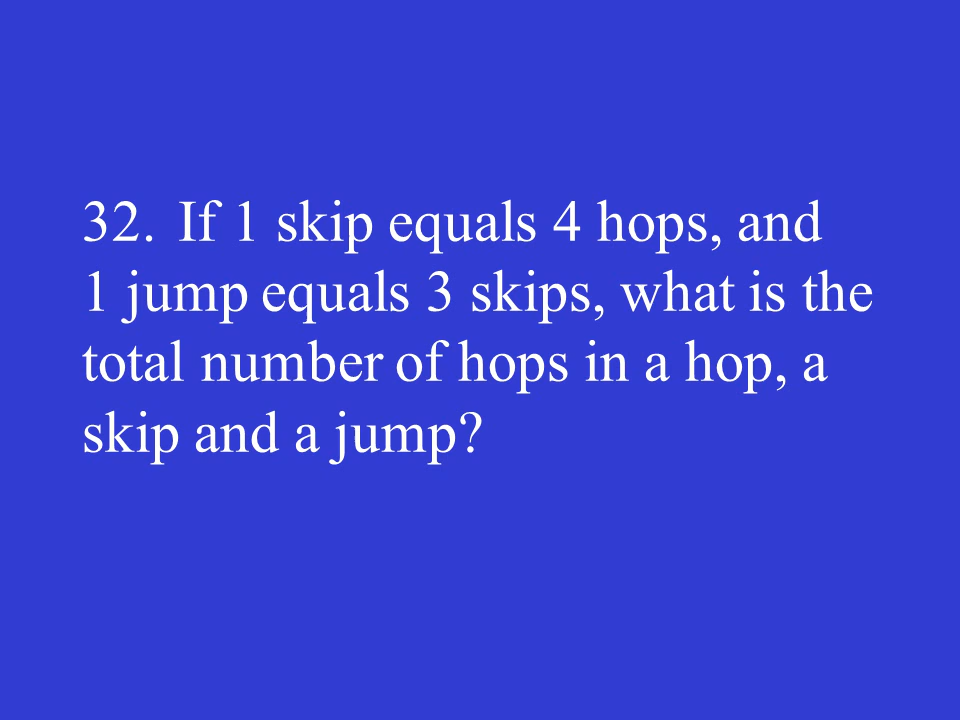 32. If 1 skip equals 4 hops, and
1 jump equals 3 skips, what is the
total number of hops in a hop, a
skip and a jump?